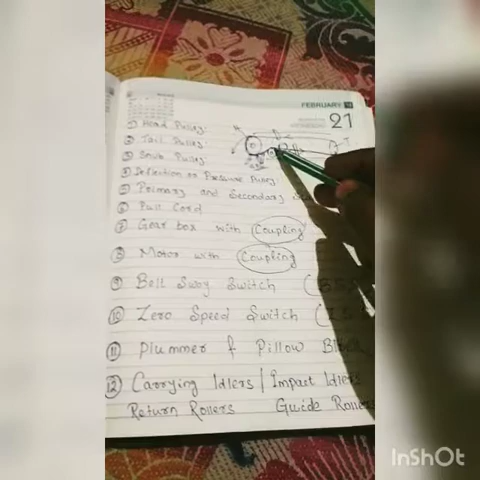 FEBRUARY
21
① Head Pulley.
② Tail Pulley.
③ Snub Pulley
④ Deflection or Pressure Pulley
⑤ Primary and Secondary
⑥ Pull Cord
⑦ Gear box with Coupling
⑧ Motor with Coupling
⑨ Belt Sway Switch (BS
⑩ Zero Speed Switch (
⑪ Plummer & Pillow Block
⑫ Carrying Idlers / Impact Idlers
Return Rollers Guide Rollers
InShOt